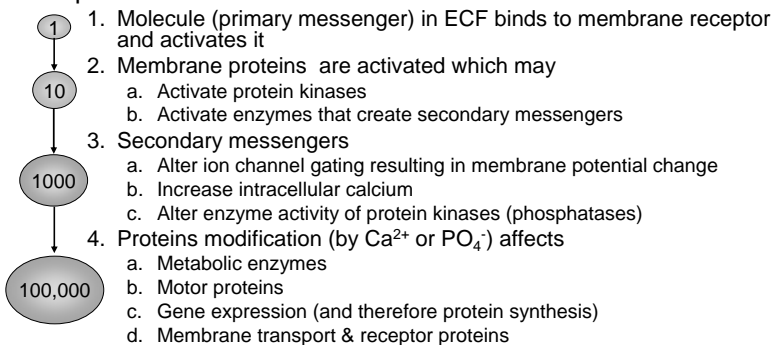 1. Molecule (primary messenger) in ECF binds to membrane receptor
and activates it
1
2. Membrane proteins are activated which may
10
a. Activate protein kinases
b. Activate enzymes that create secondary messengers
3. Secondary messengers
a. Alter ion channel gating resulting in membrane potential change
1000
b. Increase intracellular calcium
c. Alter enzyme activity of protein kinases (phosphatases)
4. Proteins modification (by Ca²⁺ or PO₄⁻) affects
a. Metabolic enzymes
100,000
b. Motor proteins
c. Gene expression (and therefore protein synthesis)
d. Membrane transport & receptor proteins